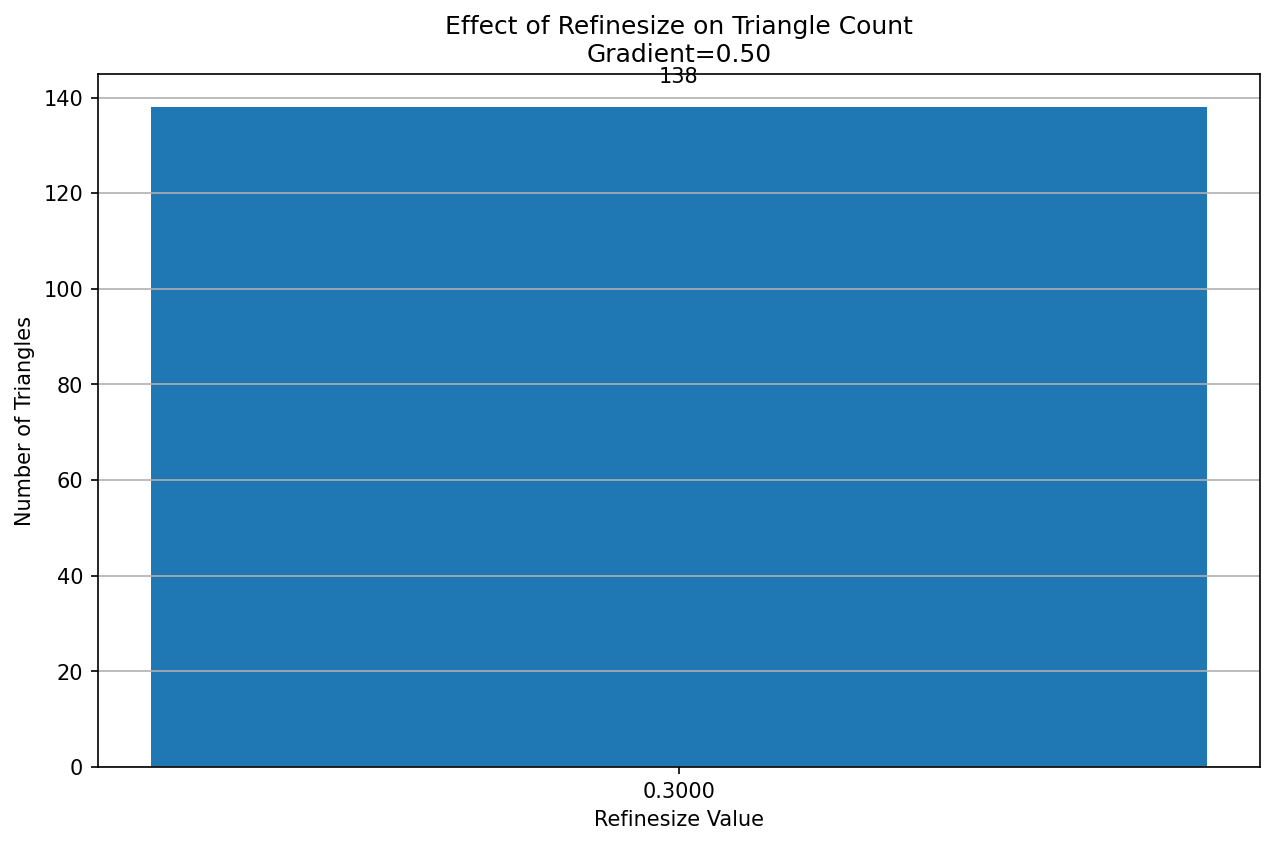 Effect of Refinesize on Triangle Count
Gradient=0.50
138
140
120
100
80
60
40
20
0
Number of Triangles
0.3000
Refinesize Value